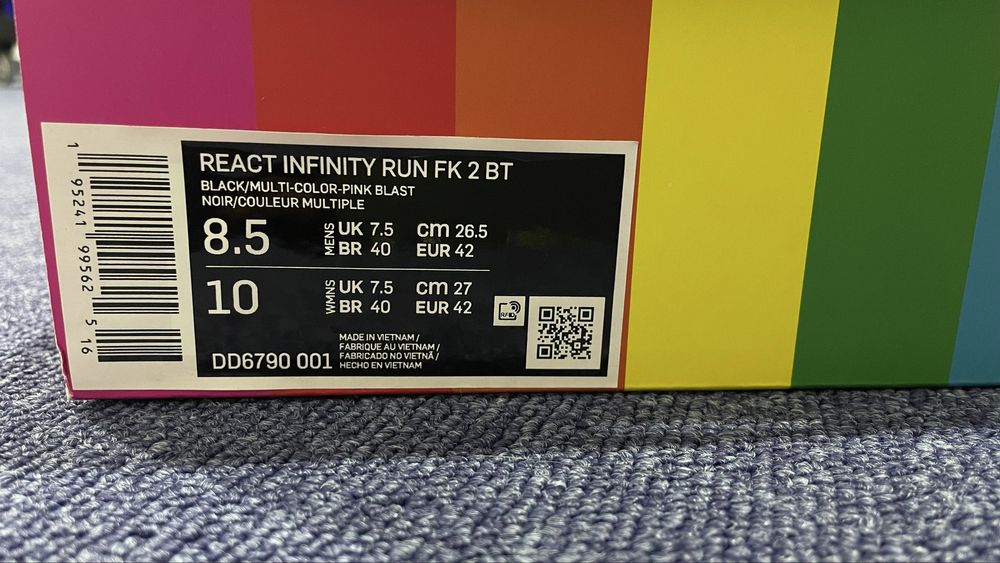 REACT INFINITY RUN FK 2 BT
BLACK/MULTI-COLOR-PINK BLAST
NOIR/COULEUR MULTIPLE
8.5 MENS UK 7.5 cm 26.5
BR 40 EUR 42
10 WMNS UK 7.5 cm 27
BR 40 EUR 42
RFID
MADE IN VIETNAM /
FABRIQUE AU VIETNAM /
FABRICADO NO VIETNÃ /
HECHO EN VIETNAM
DD6790 001
1 95241 99562 5 16